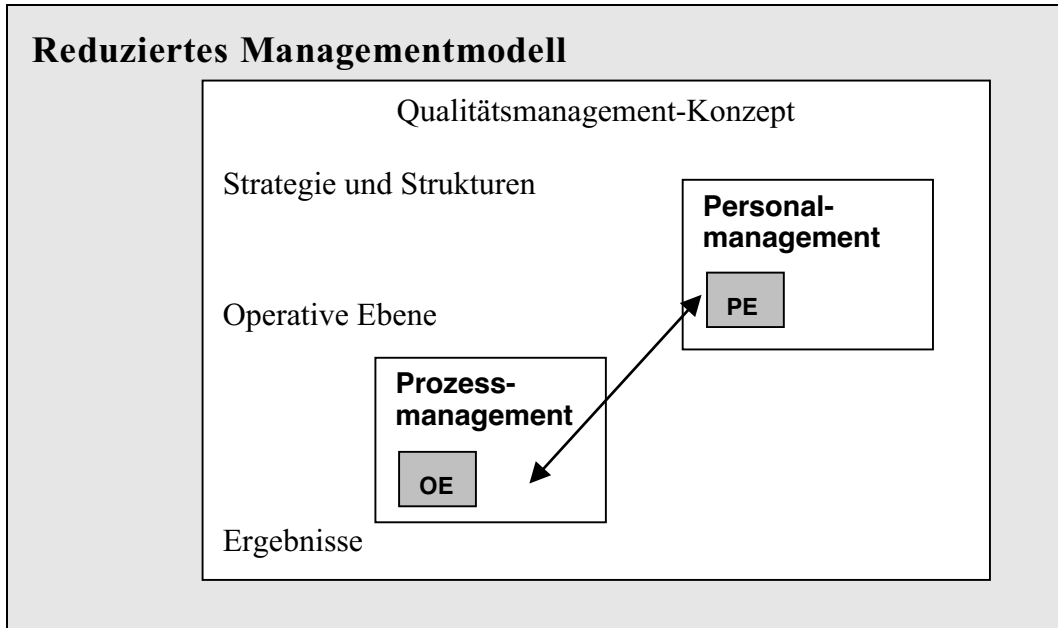 Reduziertes Managementmodell
Qualitätsmanagement-Konzept
Strategie und Strukturen
Personal-
management
PE
Operative Ebene
Prozess-
management
OE
Ergebnisse